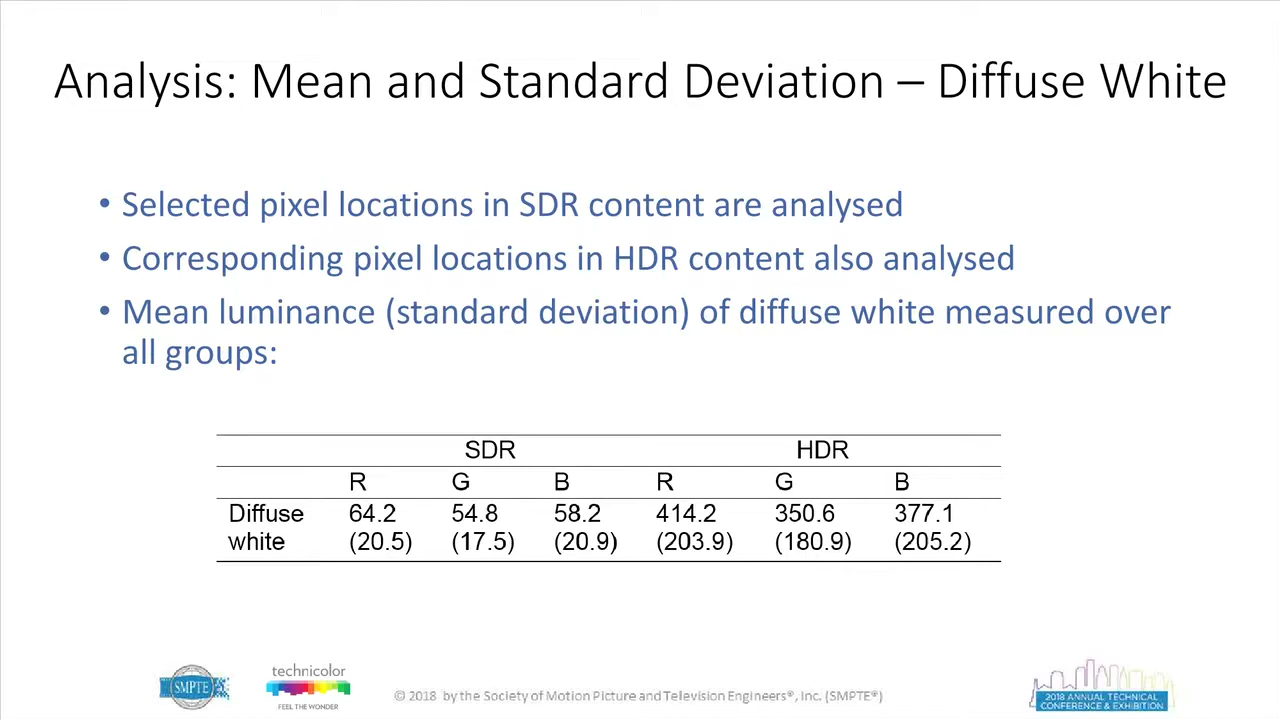 Analysis: Mean and Standard Deviation – Diffuse White
• Selected pixel locations in SDR content are analysed
• Corresponding pixel locations in HDR content also analysed
• Mean luminance (standard deviation) of diffuse white measured over
all groups:
SDR HDR
R G B R G B
Diffuse 64.2 54.8 58.2 414.2 350.6 377.1
white (20.5) (17.5) (20.9) (203.9) (180.9) (205.2)
SMPTE
technicolor
FEEL THE WONDER
© 2018 by the Society of Motion Picture and Television Engineers®, Inc. (SMPTE®)
2018 ANNUAL TECHNICAL
CONFERENCE & EXHIBITION